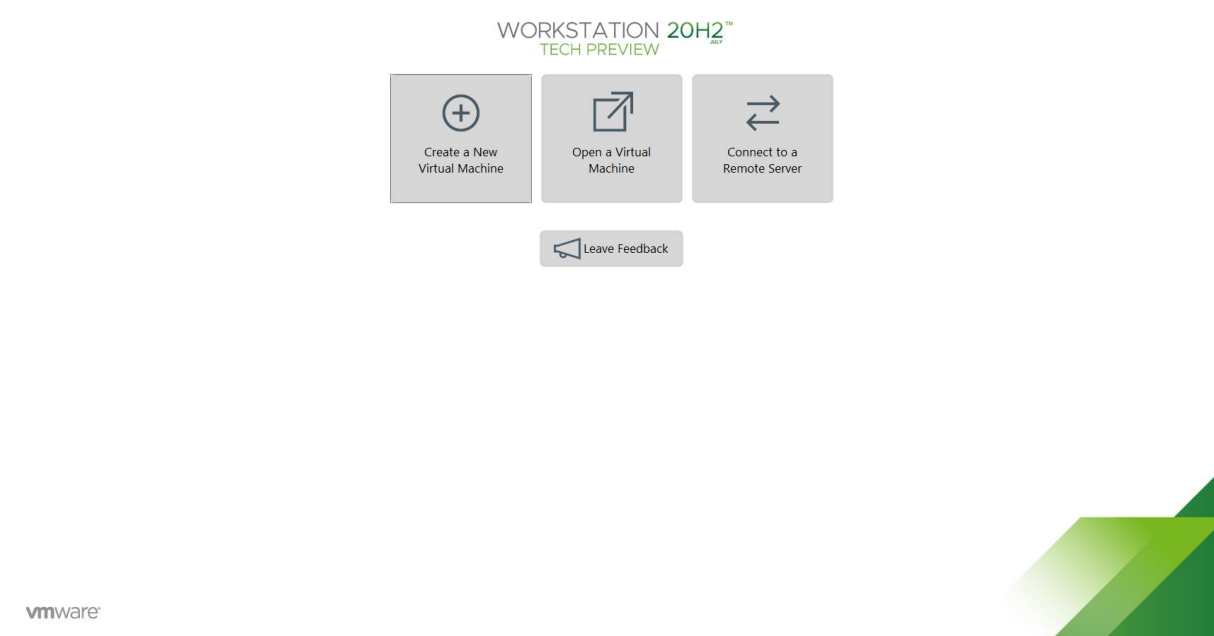 WORKSTATION 20H2™
JULY
TECH PREVIEW
Create a New
Virtual Machine
Open a Virtual
Machine
Connect to a
Remote Server
Leave Feedback
vmware®